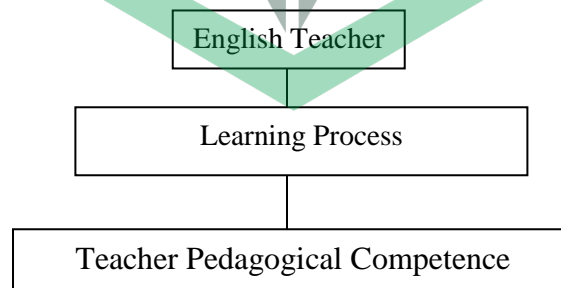 English Teacher
Learning Process
Teacher Pedagogical Competence